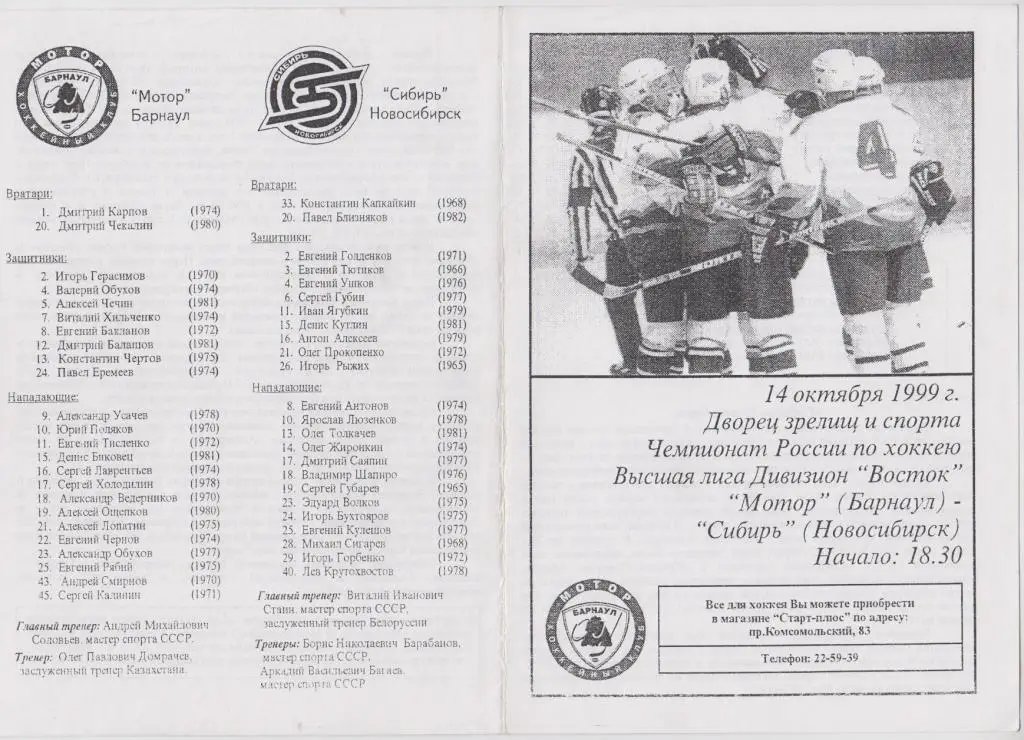 МОТОР
БАРНАУЛ
ХОККЕЙНЫЙ КЛУБ
"Мотор"
Барнаул
Вратари:
1. Дмитрий Карпов (1974)
20. Дмитрий Чекалин (1980)
Защитники:
2. Игорь Герасимов (1970)
4. Валерий Обухов (1974)
5. Алексей Чечин (1981)
7. Виталий Хильченко (1974)
8. Евгений Бакланов (1972)
12. Дмитрий Балашов (1981)
13. Константин Чертов (1975)
24. Павел Еремеев (1974)
Нападающие:
9. Александр Усачев (1978)
10. Юрий Поляков (1970)
11. Евгений Тисленко (1972)
15. Денис Биковец (1981)
16. Сергей Лаврентьев (1974)
17. Сергей Холодилин (1978)
18. Александр Ведерников (1970)
19. Алексей Ощепков (1980)
21. Алексей Лопатин (1975)
22. Евгений Чернов (1974)
23. Александр Обухов (1977)
25. Евгений Рябий (1975)
43. Андрей Смирнов (1970)
45. Сергей Калинин (1971)
Главный тренер: Андрей Михайлович
Соловьев, мастер спорта СССР.
Тренер: Олег Павлович Домрачев,
заслуженный тренер Казахстана.
СИБИРЬ
НОВОСИБИРСК
"Сибирь"
Новосибирск
Вратари:
33. Константин Капкайкин (1968)
20. Павел Близняков (1982)
Защитники:
2. Евгений Голденков (1971)
3. Евгений Тютиков (1966)
4. Евгений Ушков (1976)
6. Сергей Губин (1977)
11. Иван Ягубкин (1979)
15. Денис Кутлин (1981)
16. Антон Алексеев (1979)
21. Олег Прокопенко (1972)
26. Игорь Рыжих (1965)
Нападающие:
8. Евгений Антонов (1974)
10. Ярослав Люзенков (1978)
13. Олег Толкачев (1981)
14. Олег Жиронкин (1974)
17. Дмитрий Саяпин (1977)
18. Владимир Шапиро (1976)
19. Сергей Губарев (1965)
23. Эдуард Волков (1975)
24. Игорь Бухтояров (1975)
25. Евгений Кулешов (1977)
28. Михаил Сигарев (1968)
29. Игорь Горбенко (1972)
40. Лев Крутохвостов (1978)
Главный тренер: Виталий Иванович
Стаин, мастер спорта СССР,
заслуженный тренер Белоруссии
Тренеры: Борис Николаевич Барабанов,
мастер спорта СССР,
Аркадий Васильевич Багаев,
мастер спорта СССР
4
14 октября 1999 г.
Дворец зрелищ и спорта
Чемпионат России по хоккею
Высшая лига Дивизион "Восток"
"Мотор" (Барнаул) -
"Сибирь" (Новосибирск)
Начало: 18.30
МОТОР
БАРНАУЛ
ХОККЕЙНЫЙ КЛУБ
Все для хоккея Вы можете приобрести
в магазине "Старт-плюс" по адресу:
пр.Комсомольский, 83
Телефон: 22-59-39